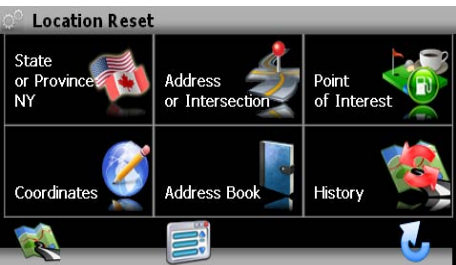 Location Reset
State
or Province
NY
Address
or Intersection
Point
of Interest
Coordinates
Address Book
History